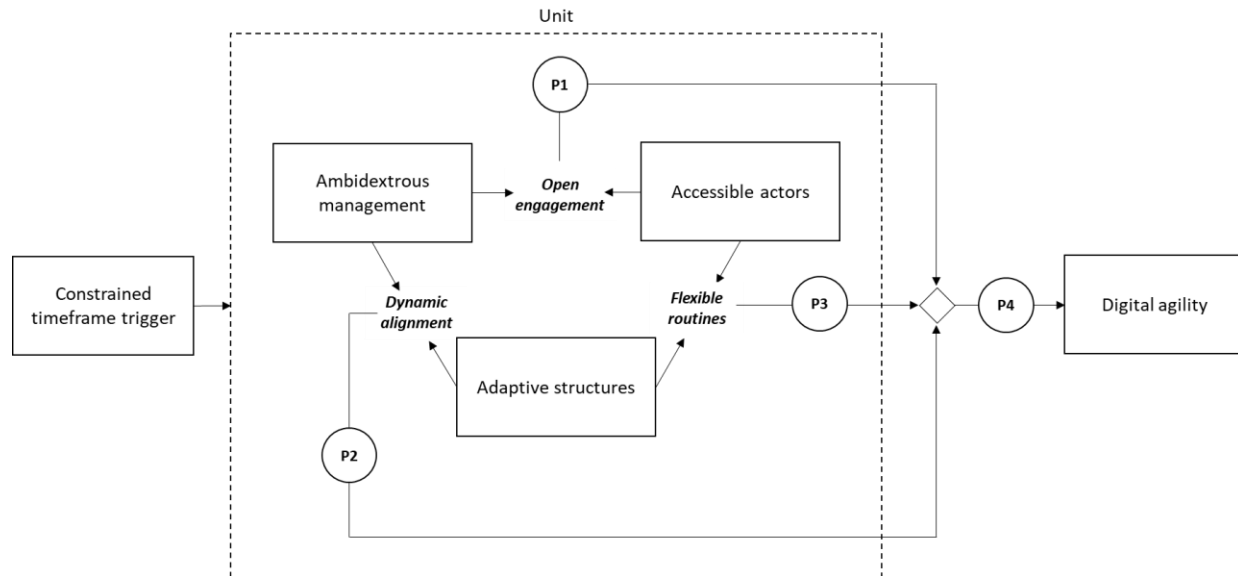 Unit
P1
Ambidextrous
management
Open
engagement
Accessible actors
Constrained
timeframe trigger
Dynamic
alignment
Flexible
routines
P3
P4
Digital agility
Adaptive structures
P2